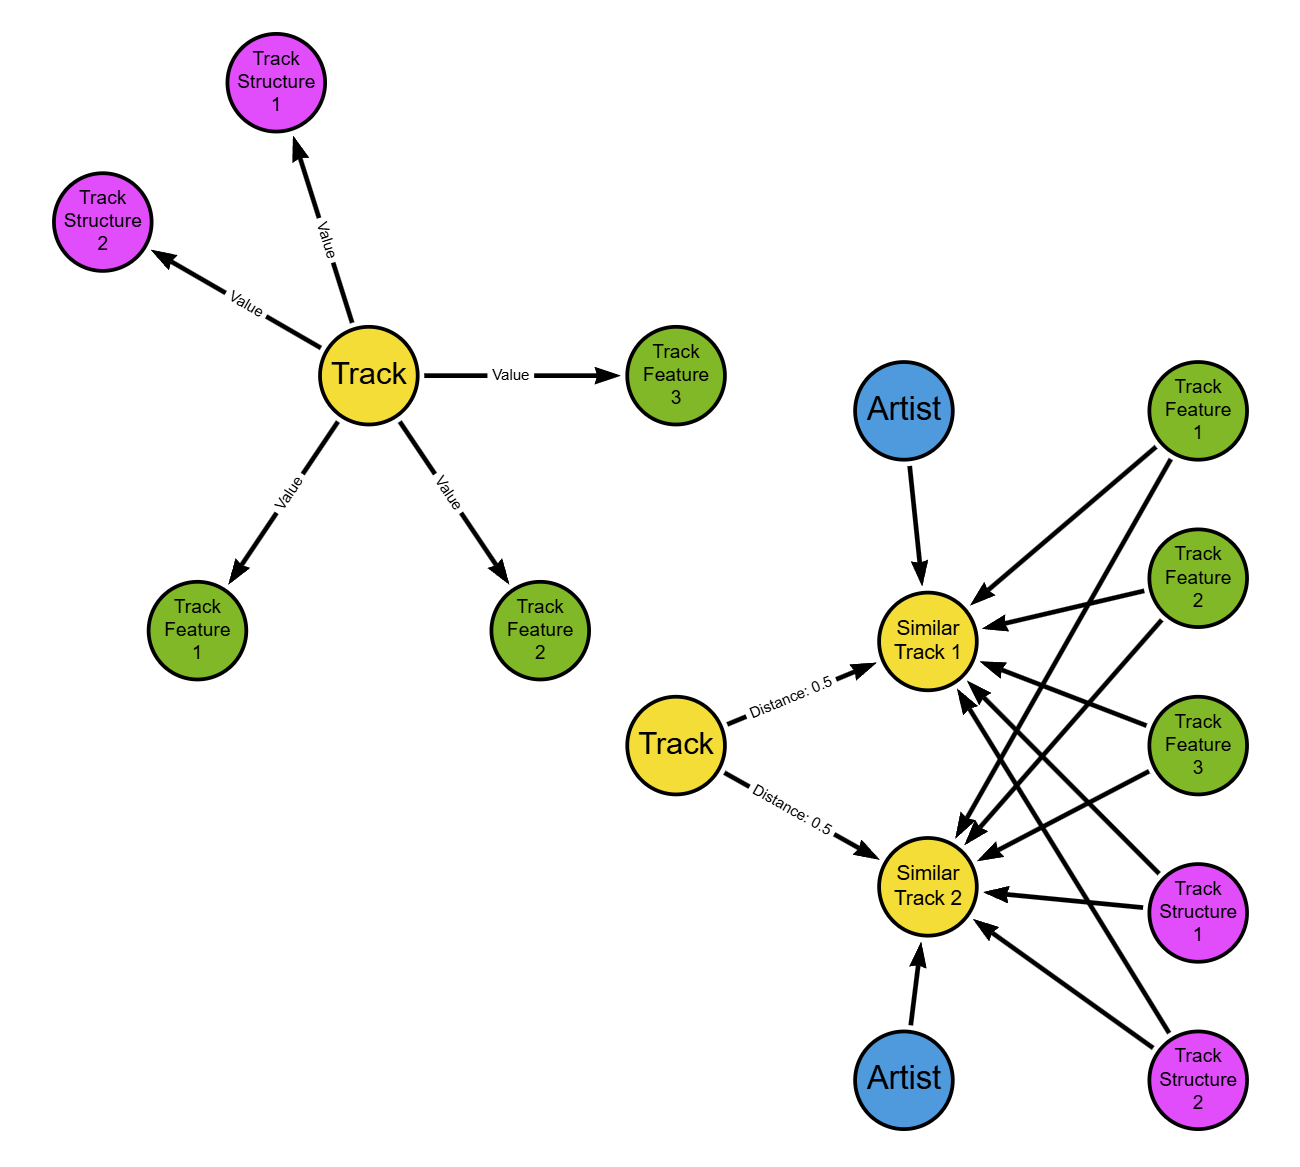 Track
Structure
1
Track
Structure
2
Value
Value
Track
Value
Track
Feature
3
Value
Value
Track
Feature
1
Track
Feature
2
Artist
Track
Feature
1
Track
Feature
2
Similar
Track 1
Distance: 0.5
Track
Track
Feature
3
Distance: 0.5
Similar
Track 2
Track
Structure
1
Artist
Track
Structure
2